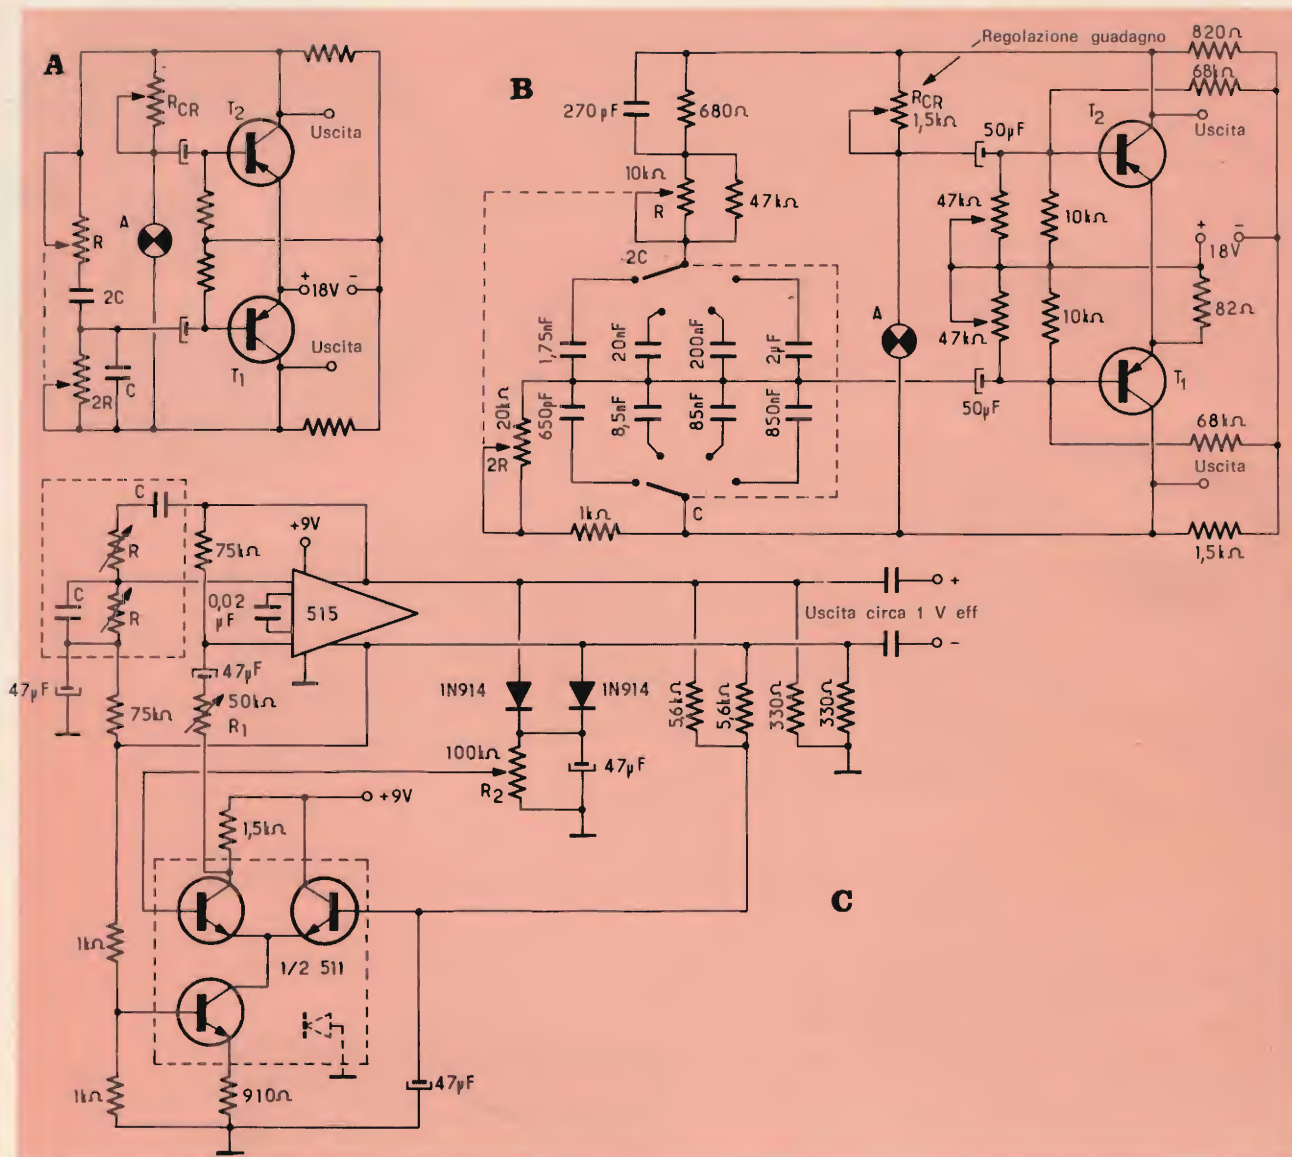 A
R_CR
T2
Uscita
A
R
2C
+ 18V −
2R
C
T1
Uscita
B
Regolazione guadagno
820Ω
68kΩ
270pF
680Ω
R_CR
1,5kΩ
T2
Uscita
50µF
10kΩ
R
47kΩ
47kΩ
10kΩ
+ −
18V
2C
1,75nF
20nF
200nF
2µF
A
82Ω
47kΩ
10kΩ
T1
20kΩ
2R
650pF
8,5nF
85nF
850nF
50µF
68kΩ
Uscita
1kΩ
C
1,5kΩ
C
R
75kΩ
+9V
C
R
0,02
µF
515
+
Uscita circa 1 V eff
−
47µF
47µF
75kΩ
50kΩ
R1
1N914
1N914
5,6kΩ
5,6kΩ
330Ω
330Ω
100kΩ
R2
47µF
+9V
1,5kΩ
C
1kΩ
1/2 511
1kΩ
910Ω
47µF